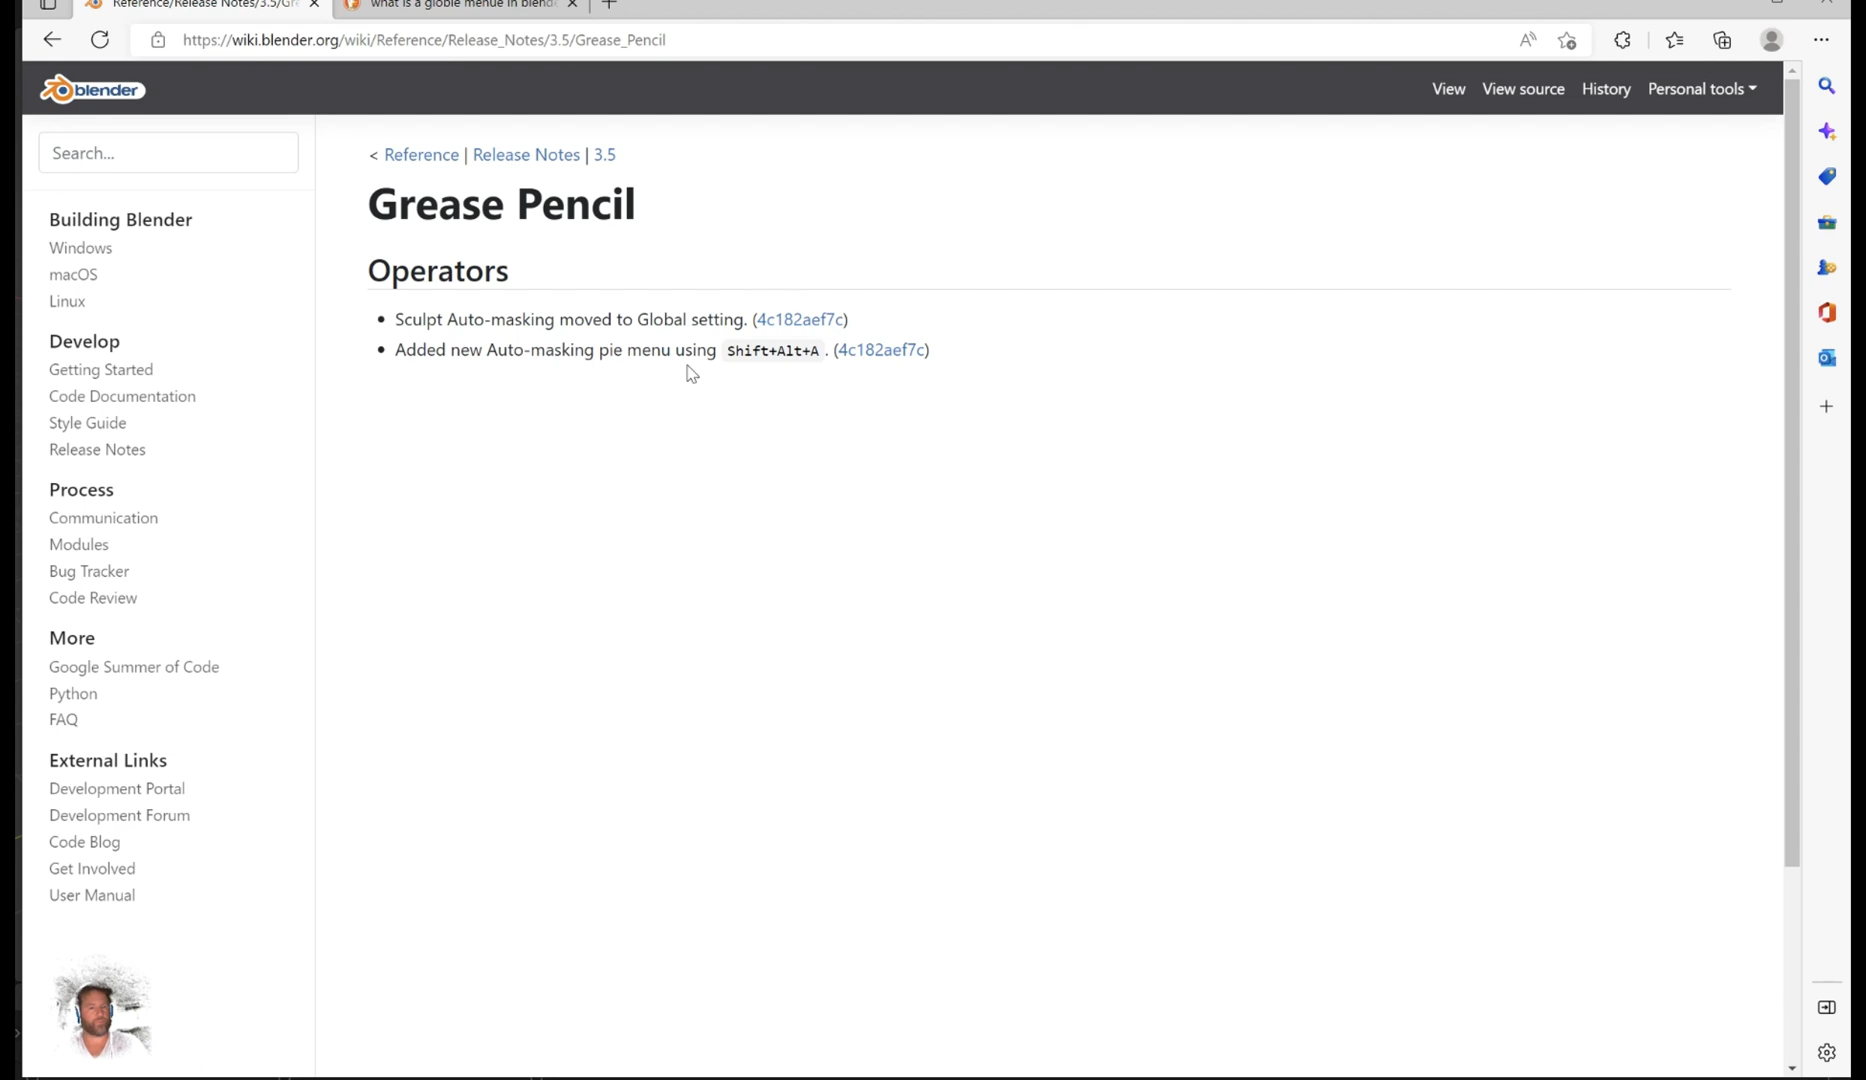 Reference/Release Notes/3.5/Gre
what is a globle menue in blend
https://wiki.blender.org/wiki/Reference/Release_Notes/3.5/Grease_Pencil
blender
View View source History Personal tools
Search...
< Reference | Release Notes | 3.5
Grease Pencil
Operators
Sculpt Auto-masking moved to Global setting. (4c182aef7c)
Added new Auto-masking pie menu using Shift+Alt+A. (4c182aef7c)
Building Blender
Windows
macOS
Linux
Develop
Getting Started
Code Documentation
Style Guide
Release Notes
Process
Communication
Modules
Bug Tracker
Code Review
More
Google Summer of Code
Python
FAQ
External Links
Development Portal
Development Forum
Code Blog
Get Involved
User Manual